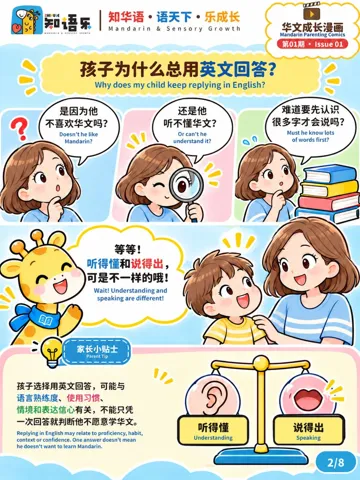 知语乐
知华语·语天下·乐成长
Mandarin & Sensory Growth
华文成长漫画
Mandarin Parenting Comics
第01期 · Issue 01
孩子为什么总用英文回答？
Why does my child keep replying in English?
是因为他
不喜欢华文吗？
Doesn't he like
Mandarin?
还是他
听不懂华文？
Or can't he
understand it?
难道要先认识
很多字才会说吗？
Must he know lots
of words first?
等等！
听得懂和说得出，
可是不一样的哦！
Wait! Understanding and
speaking are different!
家长小贴士
Parent Tip
孩子选择用英文回答，可能与
语言熟练度、使用习惯、
情境和表达信心有关，不能只凭
一次回答就判断他不愿意学华文。
Replying in English may relate to proficiency, habit,
context or confidence. One answer doesn't mean
he doesn't want to learn Mandarin.
听得懂
Understanding
说得出
Speaking
2/8